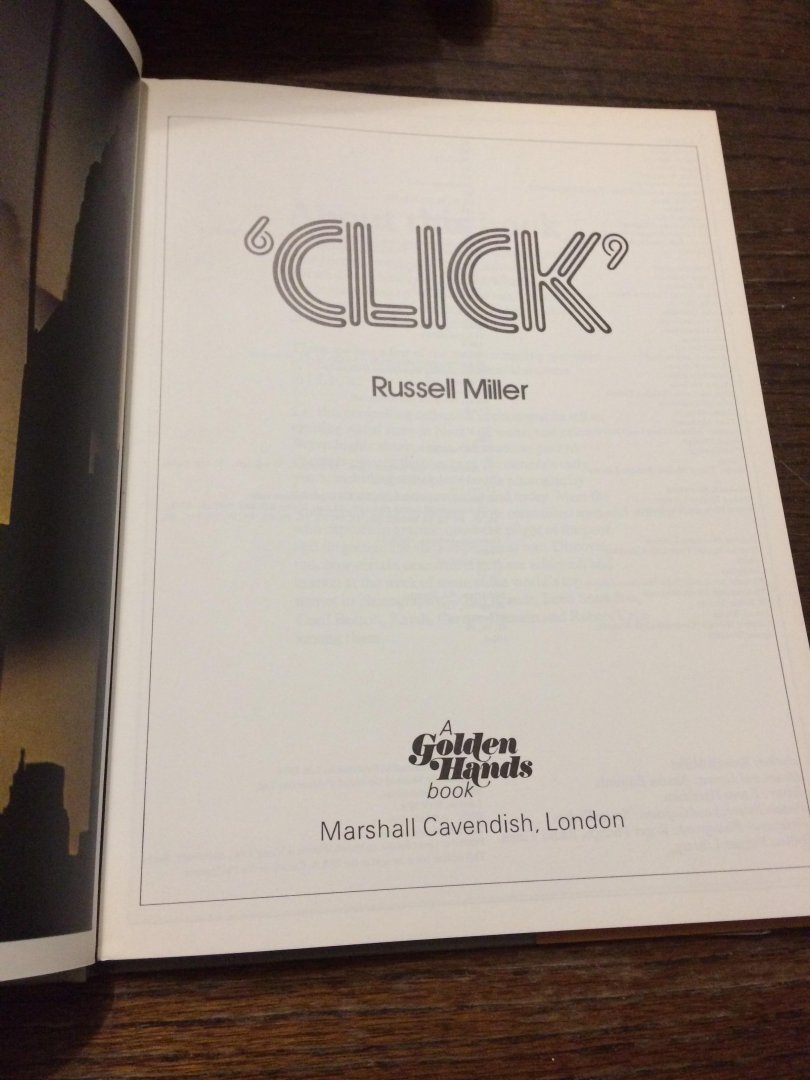 ‘CLICK’
Russell Miller
A
Golden
Hands
book
Marshall Cavendish, London